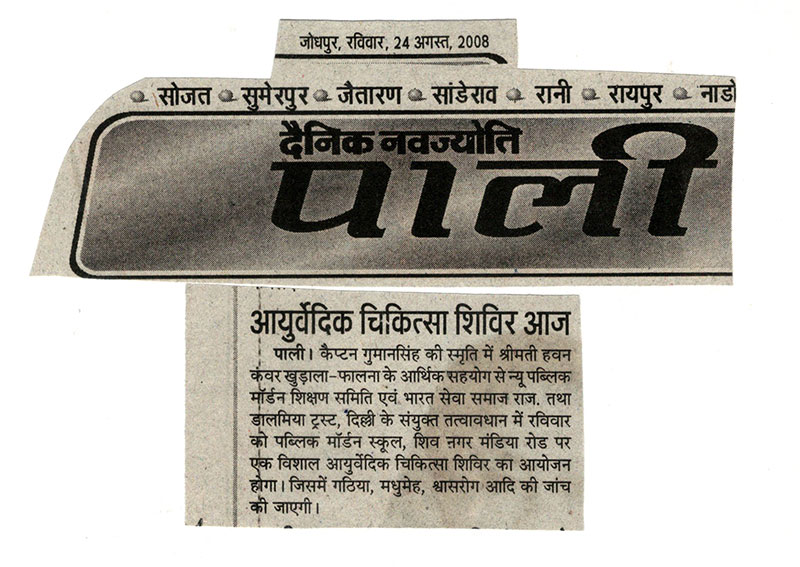 जोधपुर, रविवार, 24 अगस्त, 2008
सोजत सुमेरपुर जैतारण सांडेराव रानी रायपुर नाडो
दैनिक नवज्योति
पाली
आयुर्वेदिक चिकित्सा शिविर आज
पाली। कैप्टन गुमानसिंह की स्मृति में श्रीमती हवन
कंवर खुड़ाला-फालना के आर्थिक सहयोग से न्यू पब्लिक
मॉर्डन शिक्षण समिति एवं भारत सेवा समाज राज. तथा
डालमिया ट्रस्ट, दिल्ली के संयुक्त तत्वावधान में रविवार
को पब्लिक मॉर्डन स्कूल, शिव नगर मंडिया रोड पर
एक विशाल आयुर्वेदिक चिकित्सा शिविर का आयोजन
होगा। जिसमें गठिया, मधुमेह, श्वासरोग आदि की जांच
की जाएगी।